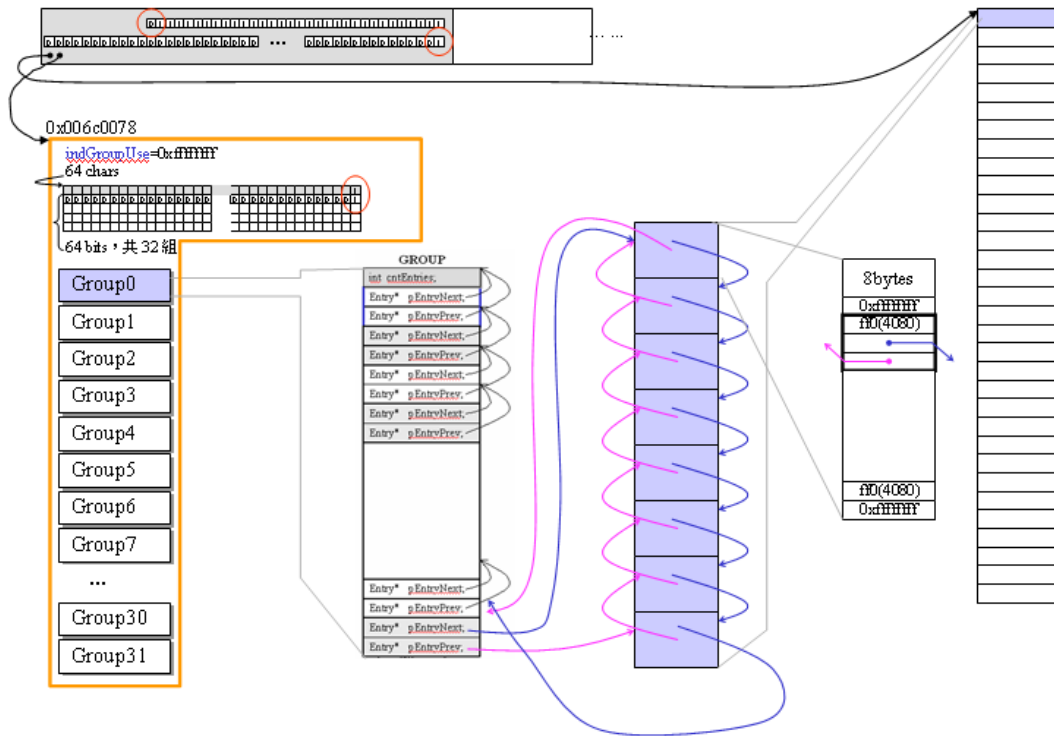 ... ...
...
0x006c0078
indGroupUse=0xffffffff
64 chars
64 bits，共 32 組
Group0
Group1
Group2
Group3
Group4
Group5
Group6
Group7
...
Group30
Group31
GROUP
int cntEntries;
Entry* pEntryNext;
Entry* pEntryPrev;
Entry* pEntryNext;
Entry* pEntryPrev;
Entry* pEntryNext;
Entry* pEntryPrev;
Entry* pEntryNext;
Entry* pEntryPrev;
Entry* pEntryNext;
Entry* pEntryPrev;
Entry* pEntryNext;
Entry* pEntryPrev;
8bytes
0xffffffff
ff0(4080)
ff0(4080)
0xffffffff